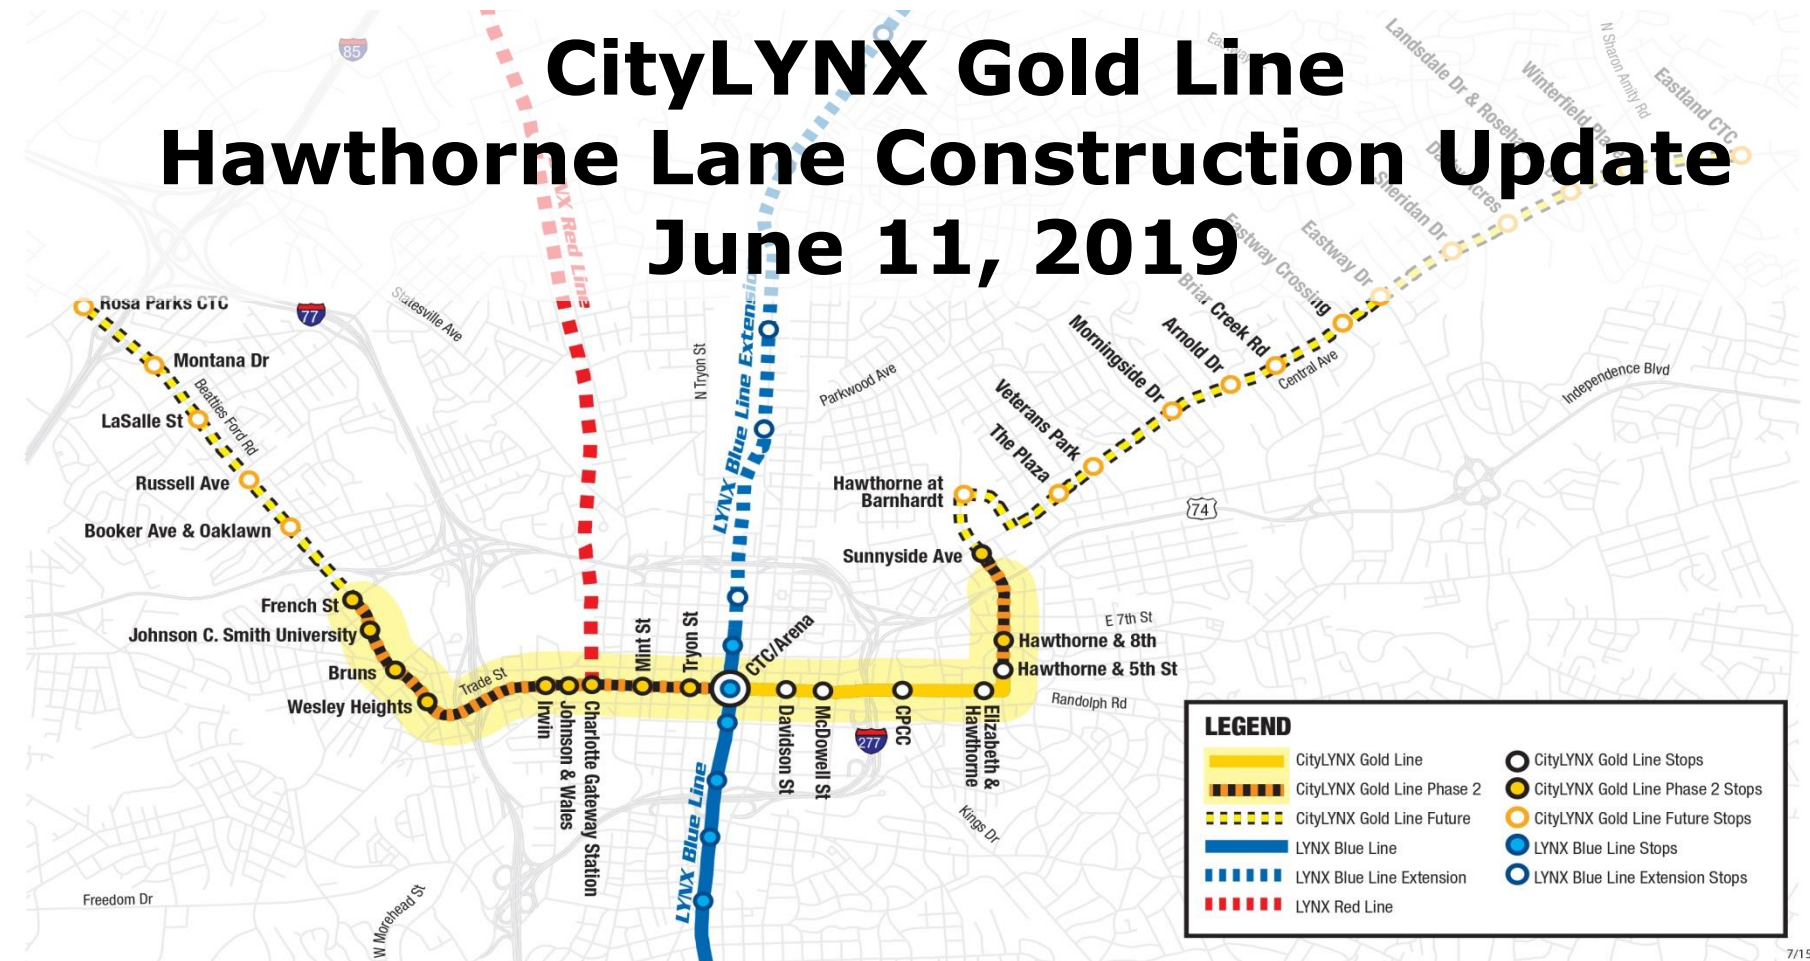 CityLYNX Gold Line
Hawthorne Lane Construction Update
June 11, 2019
85
Eastway
Landsdale Dr &
Winterfield
N Sharon Amity Rd
Eastland CTC
Sheridan Dr
Eastway Crossing
Eastway Dr
LYNX Red Line
Rosa Parks CTC
77
Statesville Ave
Montana Dr
Beatties Ford Rd
LaSalle St
Russell Ave
Booker Ave & Oaklawn
French St
Johnson C. Smith University
Bruns
Wesley Heights
Trade St
Irwin
Johnson & Wales
Charlotte Gateway Station
Mint St
Tryon St
CTC/Arena
N Tryon St
LYNX Blue Line Extension
Parkwood Ave
Briar Creek Rd
Arnold Dr
Morningside Dr
Central Ave
Independence Blvd
Veterans Park
The Plaza
Hawthorne at
Barnhardt
74
Sunnyside Ave
E 7th St
Hawthorne & 8th
Hawthorne & 5th St
Randolph Rd
Davidson St
McDowell St
CPCC
277
Elizabeth &
Hawthorne
Kings Dr
LYNX Blue Line
Freedom Dr
W Morehead St
LEGEND
CityLYNX Gold Line
CityLYNX Gold Line Phase 2
CityLYNX Gold Line Future
LYNX Blue Line
LYNX Blue Line Extension
LYNX Red Line
CityLYNX Gold Line Stops
CityLYNX Gold Line Phase 2 Stops
CityLYNX Gold Line Future Stops
LYNX Blue Line Stops
LYNX Blue Line Extension Stops
7/15